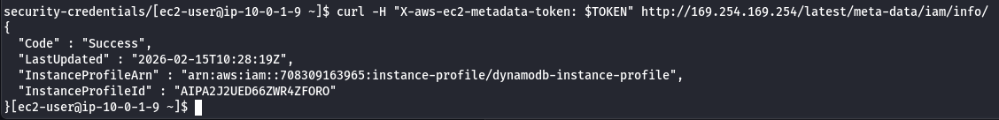 security-credentials/[ec2-user@ip-10-0-1-9 ~]$ curl -H "X-aws-ec2-metadata-token: $TOKEN" http://169.254.169.254/latest/meta-data/iam/info/
{
  "Code" : "Success",
  "LastUpdated" : "2026-02-15T10:28:19Z",
  "InstanceProfileArn" : "arn:aws:iam::708309163965:instance-profile/dynamodb-instance-profile",
  "InstanceProfileId" : "AIPA2J2UED66ZWR4ZFORO"
}[ec2-user@ip-10-0-1-9 ~]$